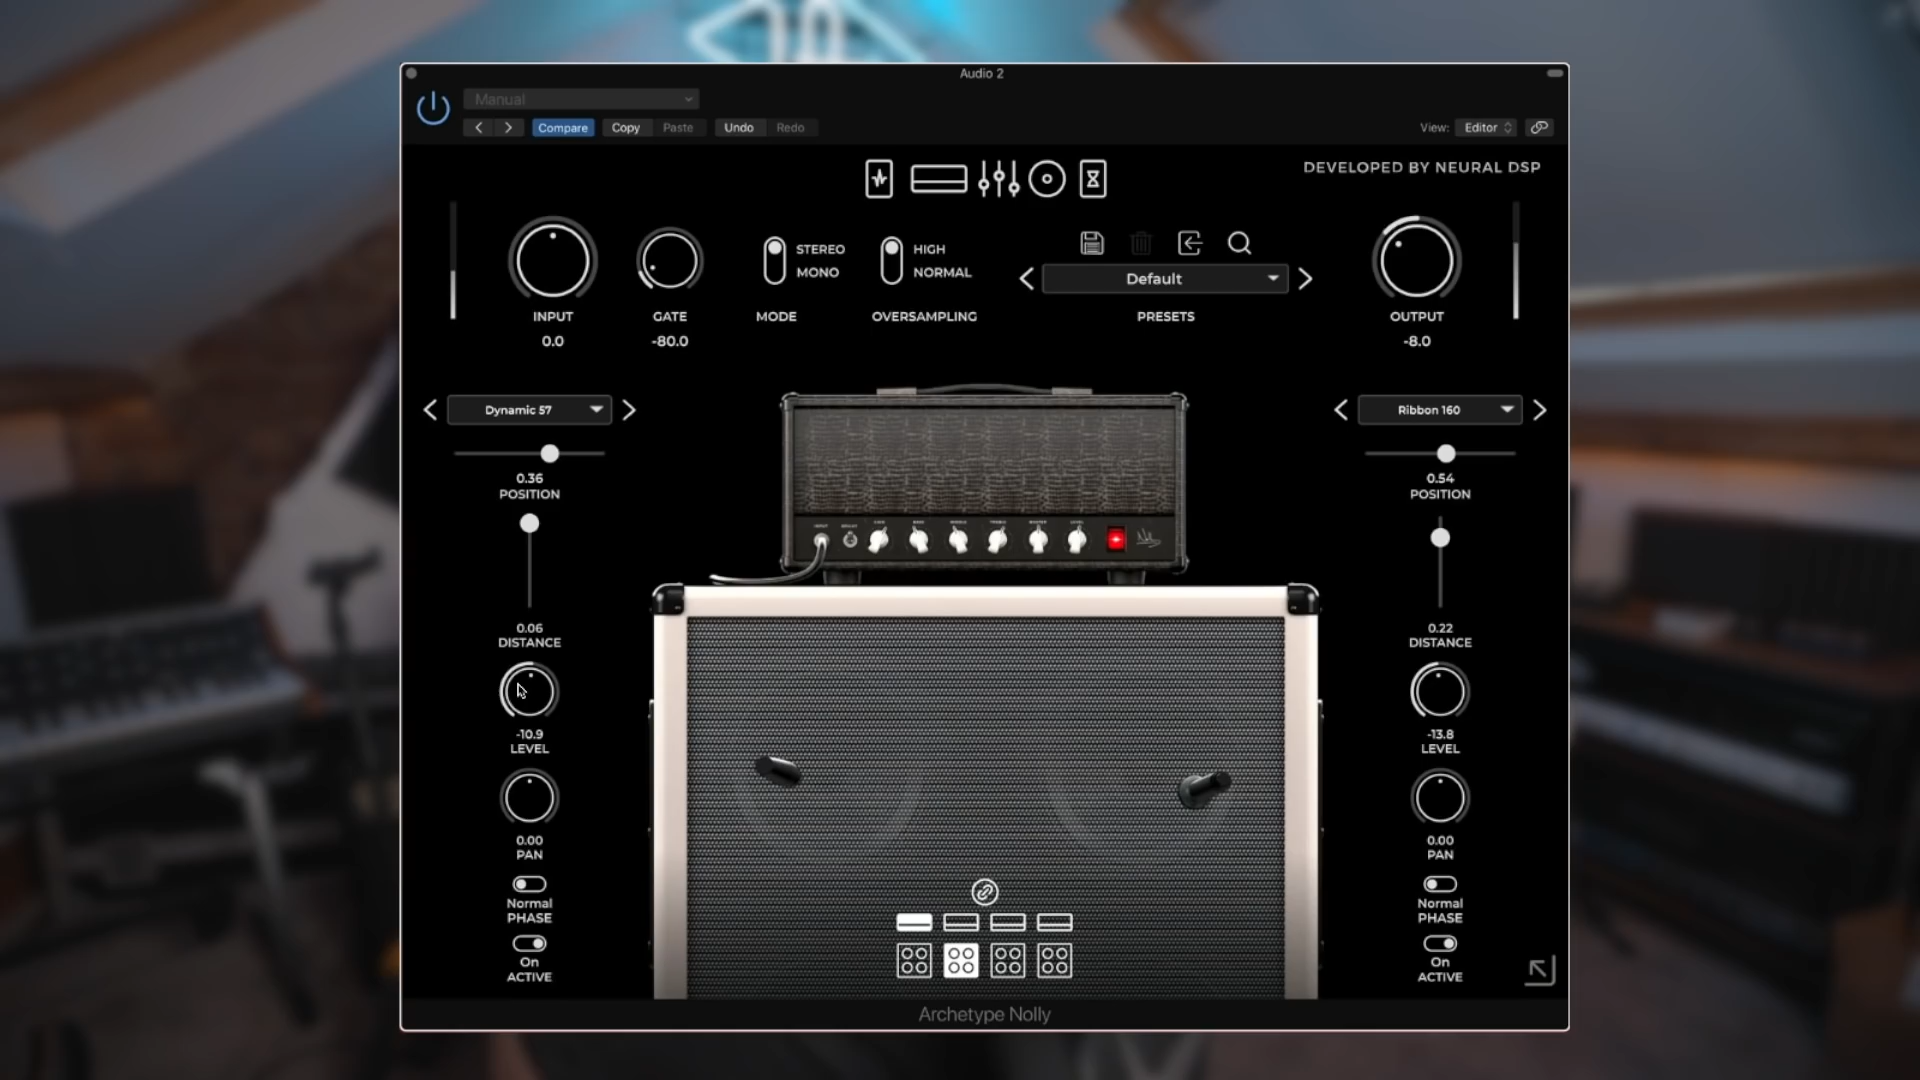 Audio 2
Manual
Compare
Copy
Paste
Undo
Redo
View:
Editor
DEVELOPED BY NEURAL DSP
STEREO
MONO
HIGH
NORMAL
Default
INPUT
GATE
MODE
OVERSAMPLING
PRESETS
OUTPUT
0.0
-80.0
-8.0
Dynamic 57
Ribbon 160
0.36
POSITION
0.54
POSITION
0.06
DISTANCE
0.22
DISTANCE
-10.9
LEVEL
-13.8
LEVEL
0.00
PAN
0.00
PAN
Normal
PHASE
Normal
PHASE
On
ACTIVE
On
ACTIVE
Archetype Nolly